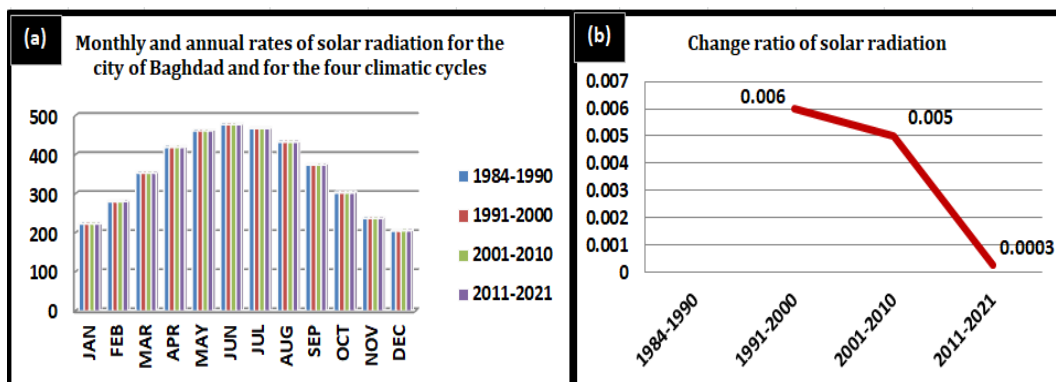 (a)
Monthly and annual rates of solar radiation for the
city of Baghdad and for the four climatic cycles
500
400
300
200
100
0
JAN
FEB
MAR
APR
MAY
JUN
JUL
AUG
SEP
OCT
NOV
DEC
1984-1990
1991-2000
2001-2010
2011-2021
(b)
Change ratio of solar radiation
0.007
0.006
0.005
0.004
0.003
0.002
0.001
0
0.006
0.005
0.0003
1984-1990
1991-2000
2001-2010
2011-2021